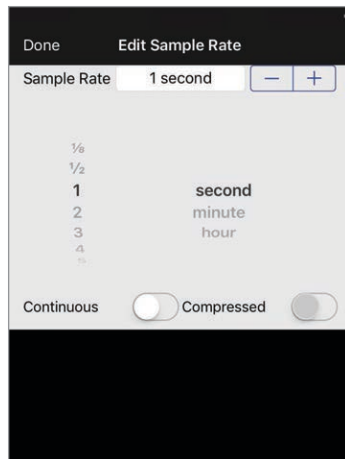 Done Edit Sample Rate
Sample Rate 1 second − +
⅛
½
1 second
2 minute
3 hour
4
5
Continuous Compressed